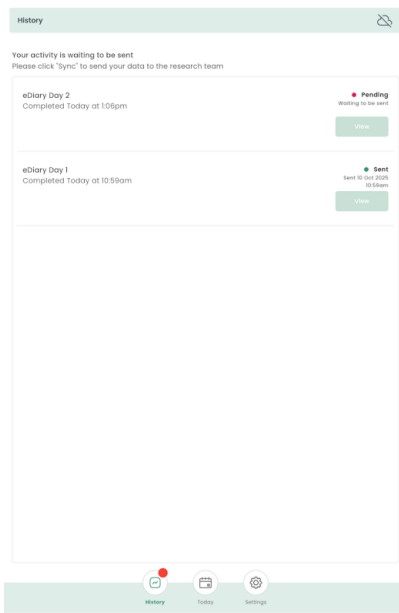 History
Your activity is waiting to be sent
Please click "Sync" to send your data to the research team
eDiary Day 2
Completed Today at 1:06pm
Pending
Waiting to be sent
View
eDiary Day 1
Completed Today at 10:59am
Sent
Sent 10 Oct 2025
10:59am
View
History
Today
Settings